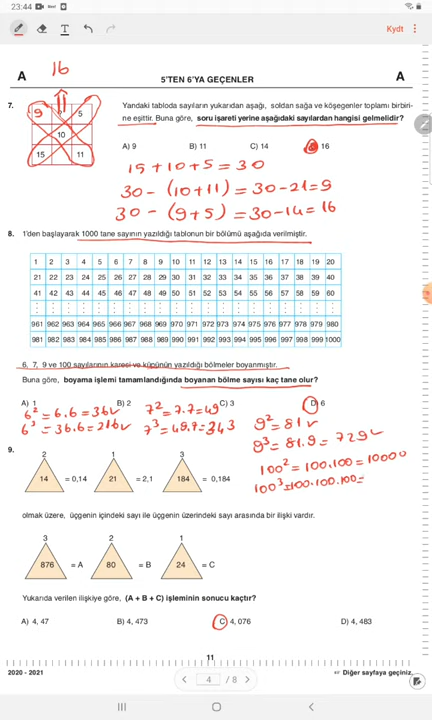 23:44
Kaydt
A
16
5'TEN 6'YA GEÇENLER
A
7.
Yandaki tabloda sayıların yukarıdan aşağı, soldan sağa ve köşegenler toplamı birbiri-
ne eşittir. Buna göre, soru işareti yerine aşağıdaki sayılardan hangisi gelmelidir?
9 ? 5
10
15 11
A) 9 B) 11 C) 14 D) 16
15 + 10 + 5 = 30
30 - (10 + 11) = 30 - 21 = 9
30 - (9 + 5) = 30 - 14 = 16
8. 1'den başlayarak 1000 tane sayının yazıldığı tablonun bir bölümü aşağıda verilmiştir.
1 2 3 4 5 6 7 8 9 10 11 12 13 14 15 16 17 18 19 20
21 22 23 24 25 26 27 28 29 30 31 32 33 34 35 36 37 38 39 40
41 42 43 44 45 46 47 48 49 50 51 52 53 54 55 56 57 58 59 60
961 962 963 964 965 966 967 968 969 970 971 972 973 974 975 976 977 978 979 980
981 982 983 984 985 986 987 988 989 990 991 992 993 994 995 996 997 998 999 1000
6, 7, 9 ve 100 sayılarının karesi ve küpünün yazıldığı bölmeler boyanmıştır.
Buna göre, boyama işlemi tamamlandığında boyanan bölme sayısı kaç tane olur?
A) 1 B) 2 C) 3 D) 6
6² = 6.6 = 36 ✓ 7² = 7.7 = 49 9² = 81 ✓
6³ = 36.6 = 216 ✓ 7³ = 49.7 = 343 9³ = 81.9 = 729 ✓
100² = 100.100 = 10000
100³ = 100.100.100 =
9.
2 1 3
14 = 0,14 21 = 2,1 184 = 0,184
olmak üzere, üçgenin içindeki sayı ile üçgenin üzerindeki sayı arasında bir ilişki vardır.
3 2 1
876 = A 80 = B 24 = C
Yukarıda verilen ilişkiye göre, (A + B + C) işleminin sonucu kaçtır?
A) 4, 47 B) 4, 473 C) 4, 076 D) 4, 483
11
2020 - 2021
Diğer sayfaya geçiniz.
4 / 8